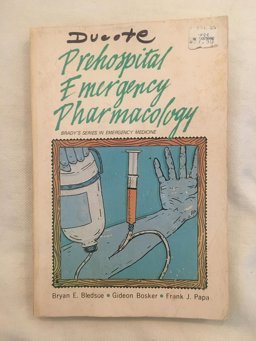 Ducote
Prehospital
Emergency
Pharmacology
BRADY'S SERIES IN EMERGENCY MEDICINE
Bryan E. Bledsoe • Gideon Bosker • Frank J. Papa